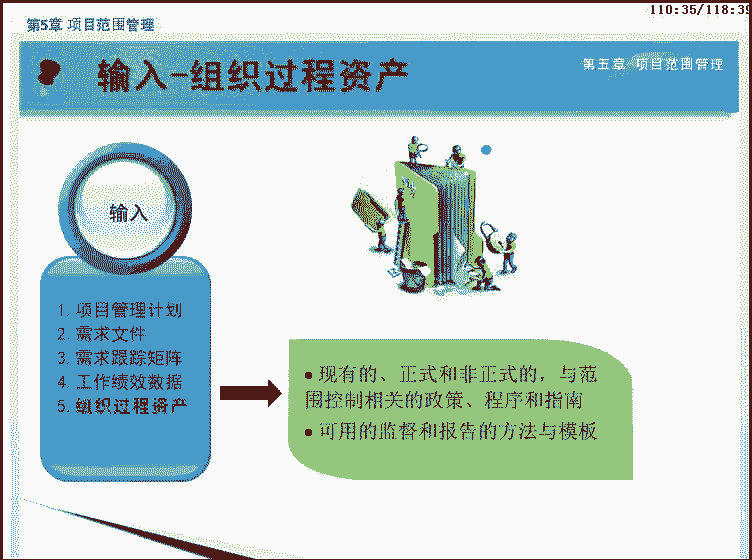 110:35/118:39
第5章 项目范围管理
输入-组织过程资产
第五章 项目范围管理
输入
1. 项目管理计划
2. 需求文件
3. 需求跟踪矩阵
4. 工作绩效数据
5. 组织过程资产
● 现有的、正式和非正式的，与范
围控制相关的政策、程序和指南
● 可用的监督和报告的方法与模板